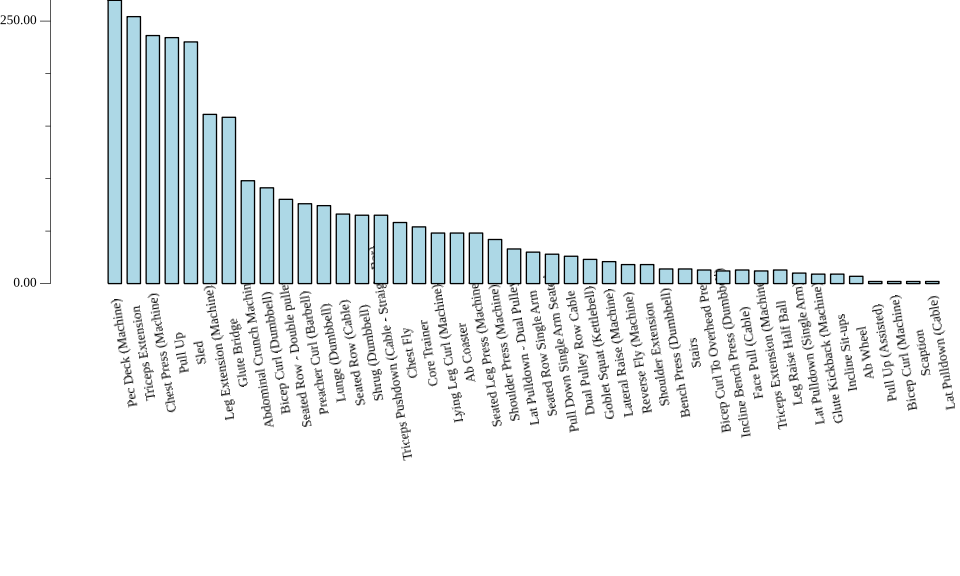 250.00
0.00
Pec Deck (Machine)
Triceps Extension
Chest Press (Machine)
Pull Up
Sled
Leg Extension (Machine)
Glute Bridge
Abdominal Crunch Machin
Bicep Curl (Dumbbell)
Seated Row - Double pulle
Preacher Curl (Barbell)
Lunge (Dumbbell)
Seated Row (Cable)
Shrug (Dumbbell)
Triceps Pushdown (Cable - Straig
Chest Fly
Core Trainer
Lying Leg Curl (Machine)
Ab Coaster
Seated Leg Press (Machine
Shoulder Press (Machine)
Lat Pulldown - Dual Pulley
Seated Row Single Arm
Pull Down Single Arm Seate
Dual Pulley Row Cable
Goblet Squat (Kettlebell)
Lateral Raise (Machine)
Reverse Fly (Machine)
Shoulder Extension
Bench Press (Dumbbell)
Stairs
Bicep Curl To Overhead Pre
Incline Bench Press (Dumbb
Face Pull (Cable)
Triceps Extension (Machin
Leg Raise Half Ball
Lat Pulldown (Single Arm)
Glute Kickback (Machine)
Incline Sit-ups
Ab Wheel
Pull Up (Assisted)
Bicep Curl (Machine)
Scaption
Lat Pulldown (Cable)